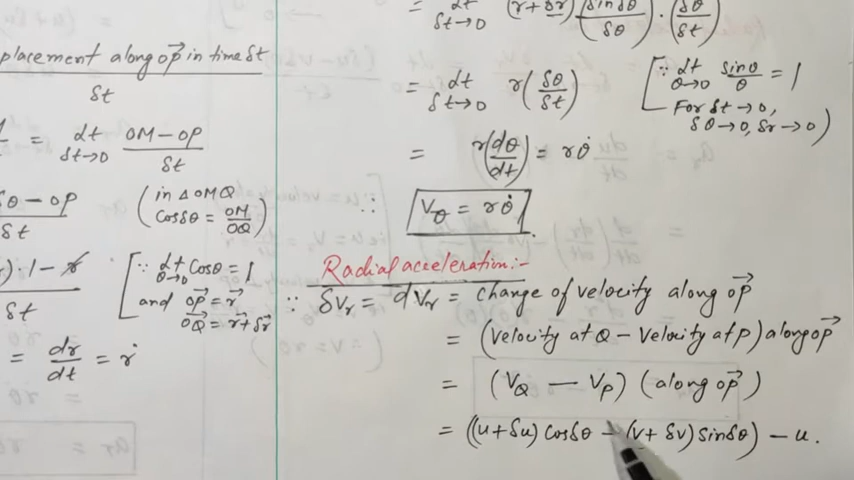 placement along op⃗ in time δt
δt
= lt δt→0 OM-OP/δt
δθ - OP
δt
(in △OMQ
cosδθ = OM/OQ)
).1-r
δt
[∵ lt θ→0 cosθ = 1
and op⃗ = r⃗
OQ⃗ = r⃗+δr⃗
= dr/dt = ṙ
= lt δt→0 (r+δr)(sinδθ/δθ).(δθ/δt)
= lt δt→0 r(δθ/δt)
[∵ lt θ→0 sinθ/θ = 1
For δt→0,
δθ→0, δr→0)
= r(dθ/dt) = rθ̇
∴ Vθ = rθ̇.
Radial acceleration:-
∵ δVr = dVr = change of velocity along op⃗
= (velocity at Q - velocity at p) along op⃗
= (VQ - Vp) (along op⃗)
= ((u+δu) cosδθ - (v+δv) sinδθ) - u.